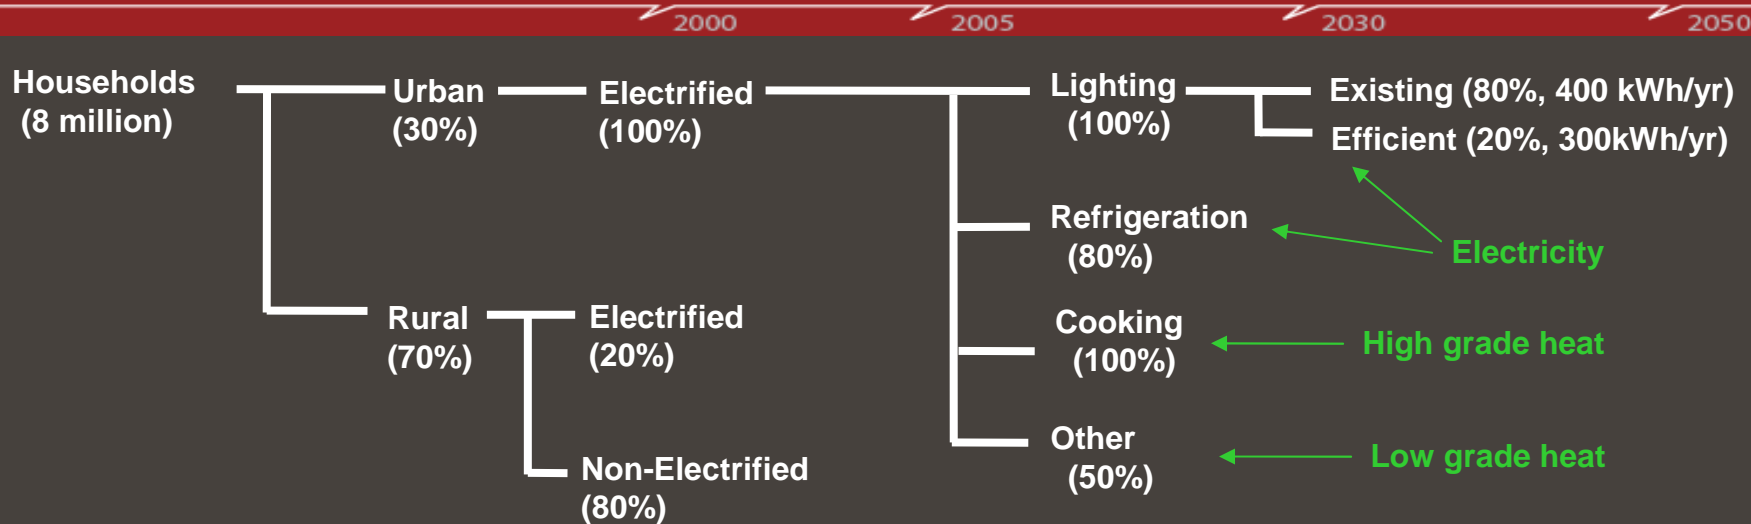 2000
2005
2030
2050
Households
(8 million)
Urban
(30%)
Electrified
(100%)
Lighting
(100%)
Existing (80%, 400 kWh/yr)
Efficient (20%, 300kWh/yr)
Refrigeration
(80%)
Electricity
Rural
(70%)
Electrified
(20%)
Cooking
(100%)
High grade heat
Non-Electrified
(80%)
Other
(50%)
Low grade heat